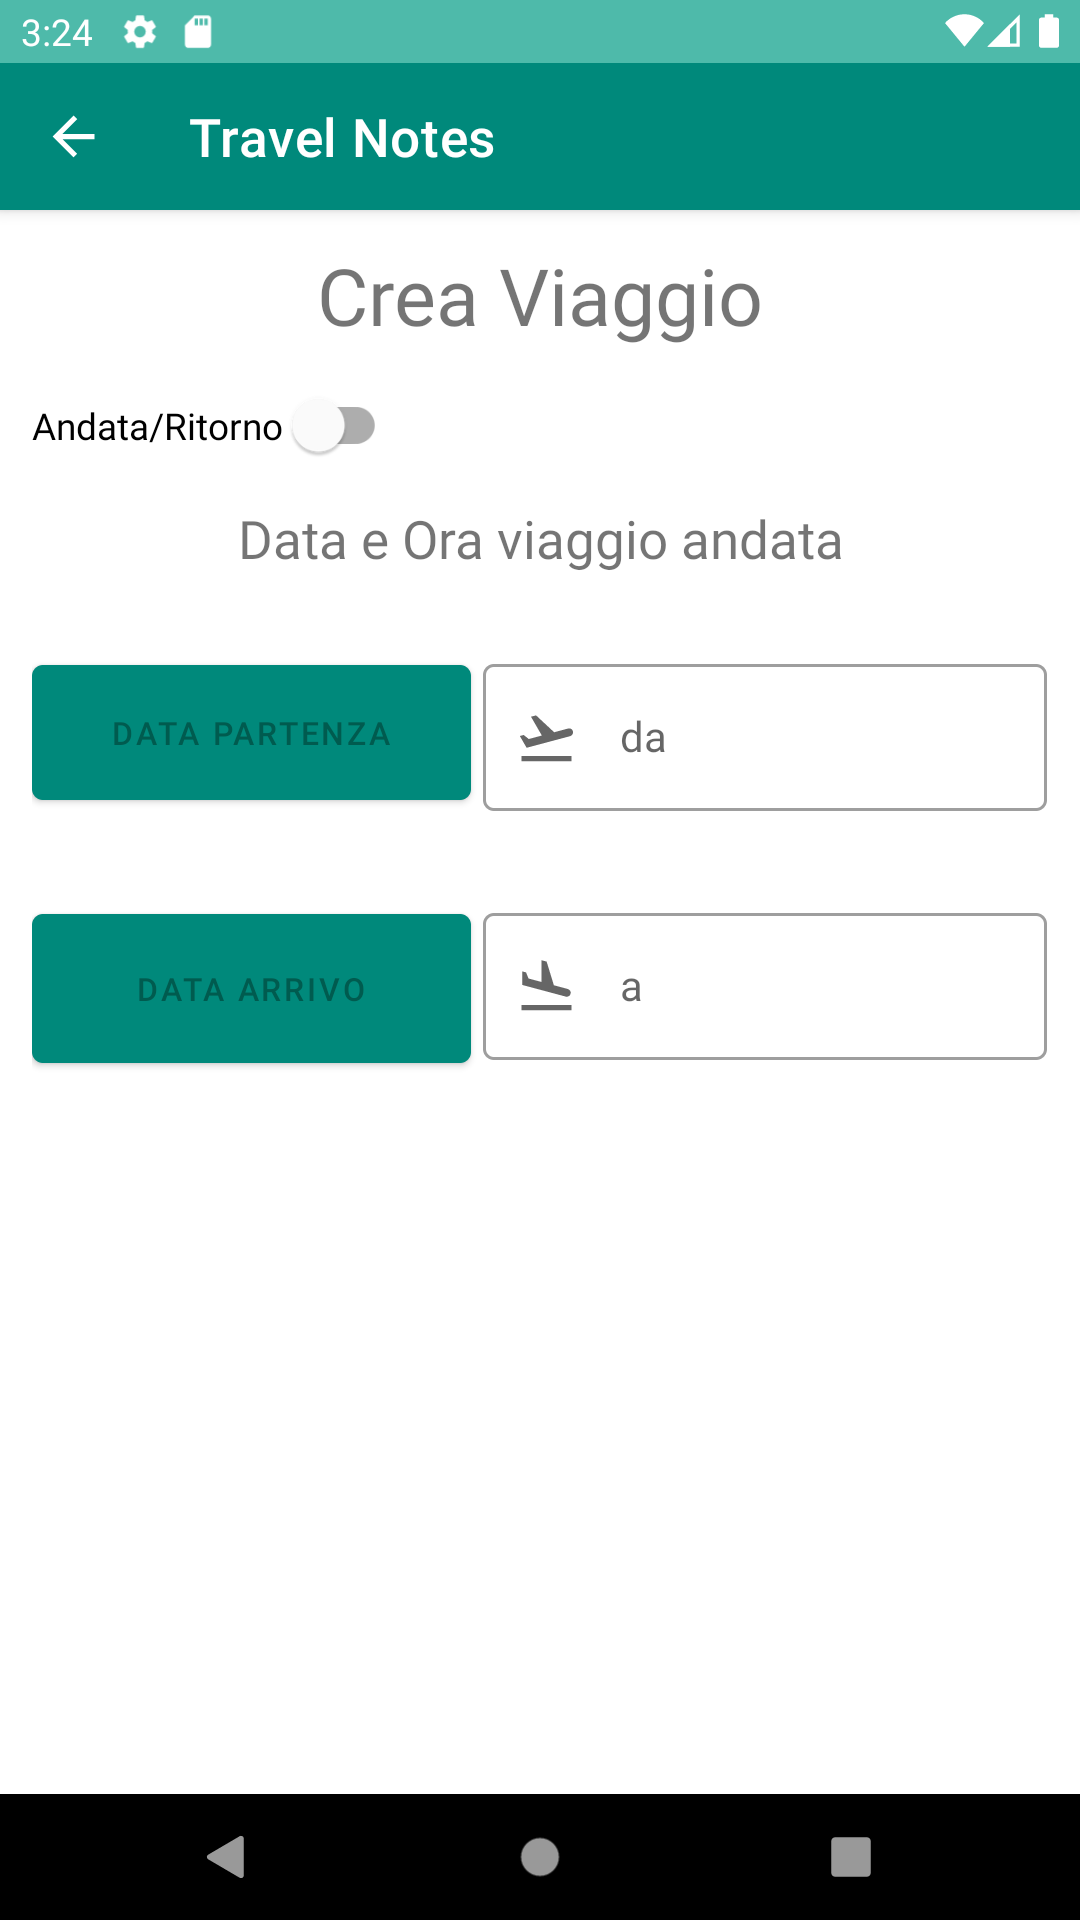 3:24
Travel Notes
Crea Viaggio
Andata/Ritorno
Data e Ora viaggio andata
DATA PARTENZA
da
DATA ARRIVO
a